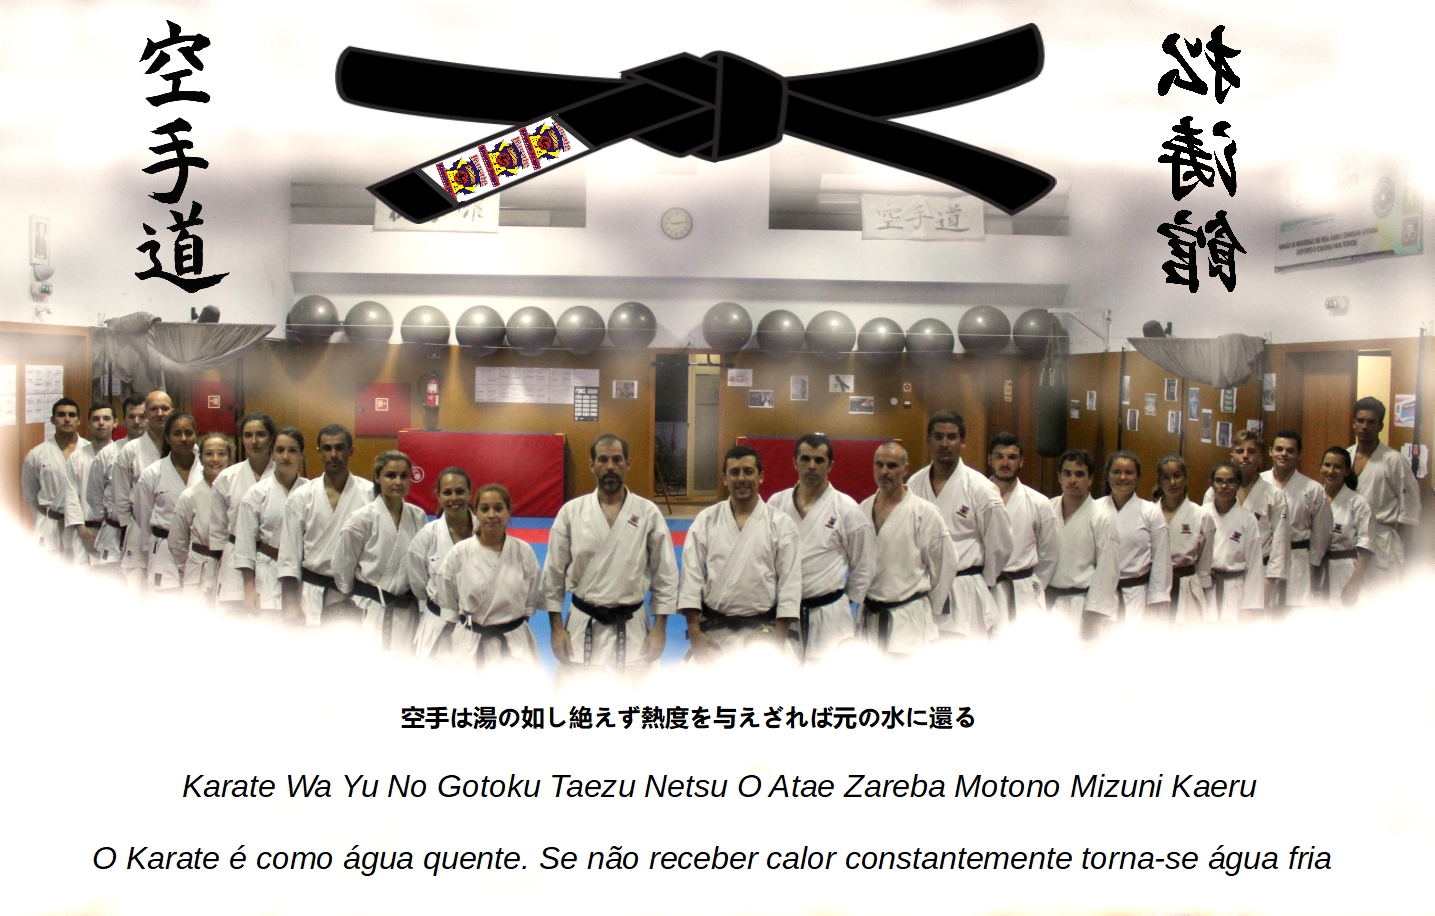 空手道
松濤館
空手道
空手は湯の如し絶えず熱度を与えざれば元の水に還る
Karate Wa Yu No Gotoku Taezu Netsu O Atae Zareba Motono Mizuni Kaeru
O Karate é como água quente. Se não receber calor constantemente torna-se água fria